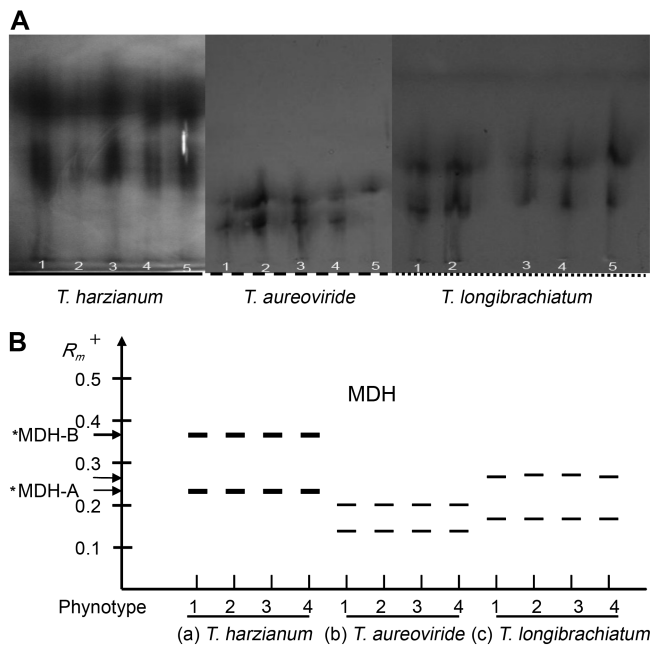 A
1 2 3 4 5
1 2 3 4 5
1 2 3 4 5
T. harzianum
T. aureoviride
T. longibrachiatum
B
Rm +
MDH
0.5
0.4
*MDH-B
0.3
*MDH-A
0.2
0.1
Phynotype
1 2 3 4
1 2 3 4
1 2 3 4
(a) T. harzianum
(b) T. aureoviride
(c) T. longibrachiatum